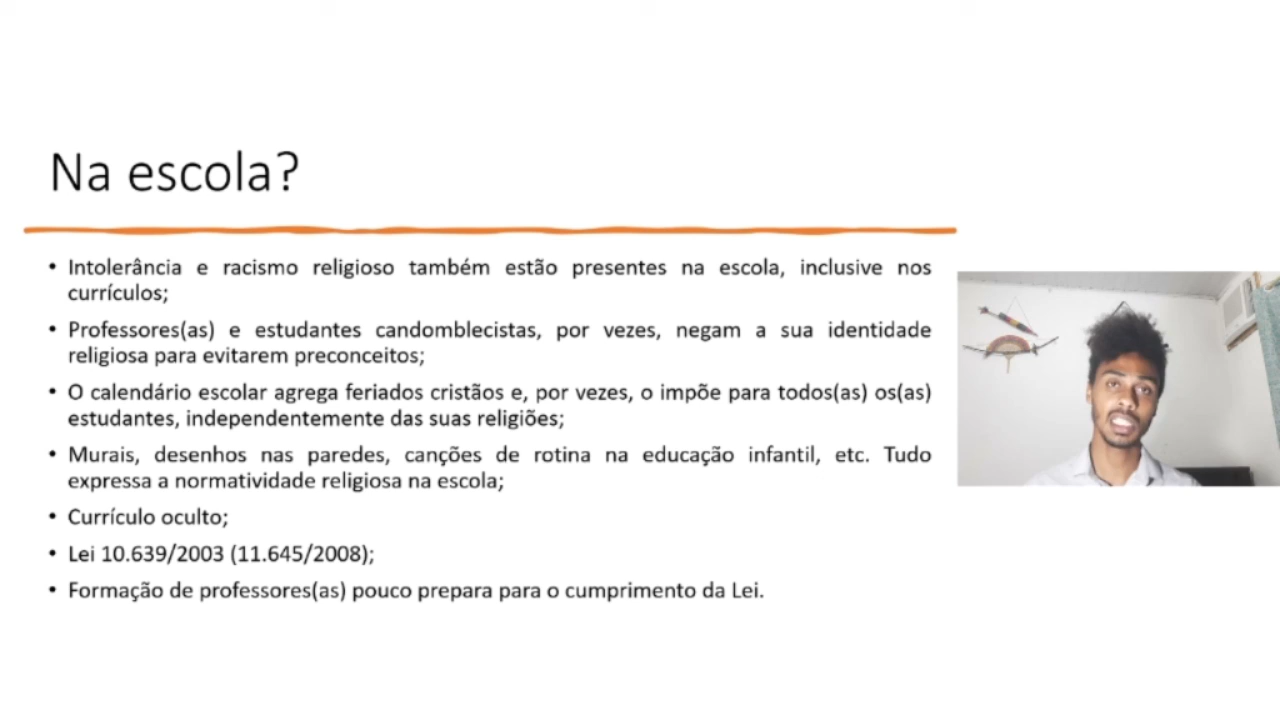 Na escola?
• Intolerância e racismo religioso também estão presentes na escola, inclusive nos
currículos;
• Professores(as) e estudantes candomblecistas, por vezes, negam a sua identidade
religiosa para evitarem preconceitos;
• O calendário escolar agrega feriados cristãos e, por vezes, o impõe para todos(as) os(as)
estudantes, independentemente das suas religiões;
• Murais, desenhos nas paredes, canções de rotina na educação infantil, etc. Tudo
expressa a normatividade religiosa na escola;
• Currículo oculto;
• Lei 10.639/2003 (11.645/2008);
• Formação de professores(as) pouco prepara para o cumprimento da Lei.